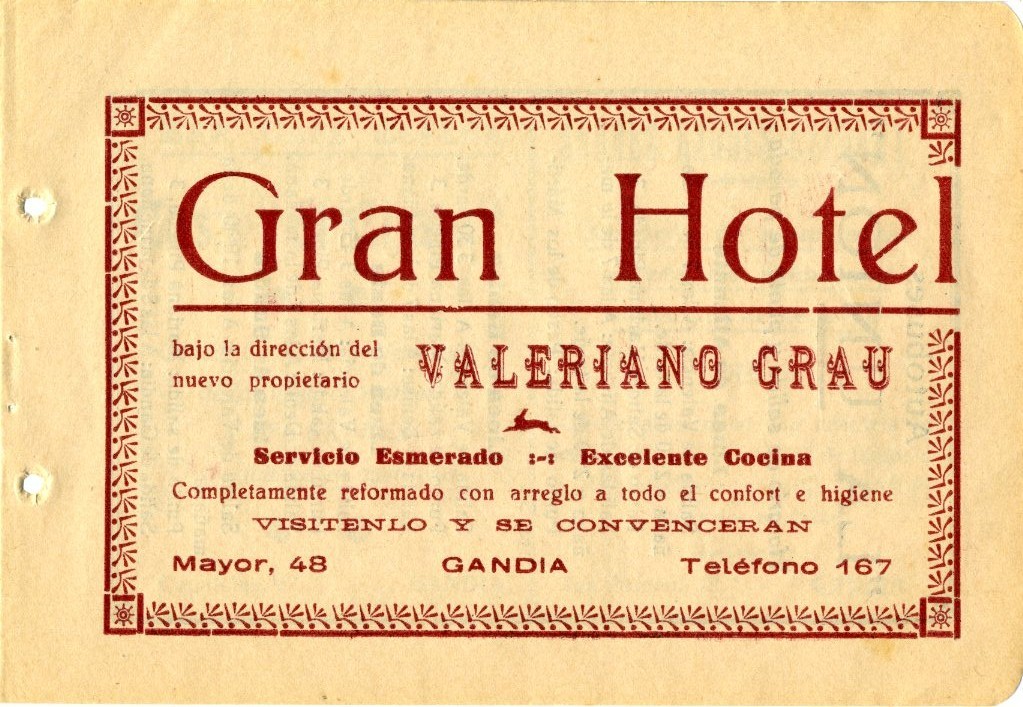 Gran Hotel
bajo la dirección del
nuevo propietario
VALERIANO GRAU
Servicio Esmerado :-: Excelente Cocina
Completamente reformado con arreglo a todo el confort e higiene
VISITENLO Y SE CONVENCERAN
Mayor, 48 GANDIA Teléfono 167